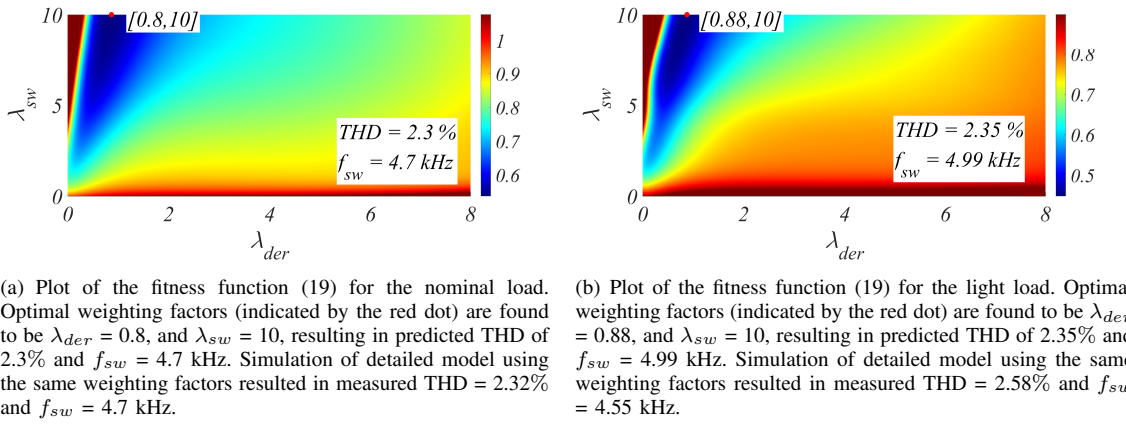 10
[0.8,10]
5
0
λsw
THD = 2.3 %
fsw = 4.7 kHz
0 2 4 6 8
λder
1
0.9
0.8
0.7
0.6
10
[0.88,10]
5
0
λsw
THD = 2.35 %
fsw = 4.99 kHz
0 2 4 6 8
λder
0.8
0.7
0.6
0.5
(a) Plot of the fitness function (19) for the nominal load.
Optimal weighting factors (indicated by the red dot) are found
to be λder = 0.8, and λsw = 10, resulting in predicted THD of
2.3% and fsw = 4.7 kHz. Simulation of detailed model using
the same weighting factors resulted in measured THD = 2.32%
and fsw = 4.7 kHz.
(b) Plot of the fitness function (19) for the light load. Optima
weighting factors (indicated by the red dot) are found to be λder
= 0.88, and λsw = 10, resulting in predicted THD of 2.35% and
fsw = 4.99 kHz. Simulation of detailed model using the same
weighting factors resulted in measured THD = 2.58% and fsw
= 4.55 kHz.